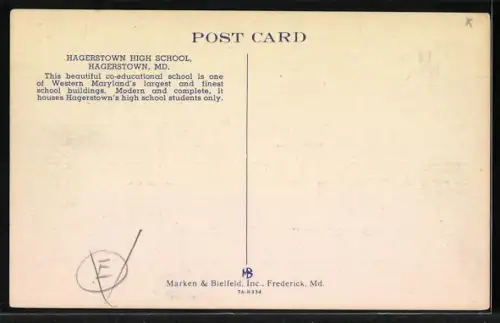 POST CARD
HAGERSTOWN HIGH SCHOOL,
HAGERSTOWN, MD.
This beautiful co-educational school is one
of Western Maryland's largest and finest
school buildings. Modern and complete, it
houses Hagerstown's high school students only.
MB
Marken & Bielfeld, Inc., Frederick, Md.
7A-H334